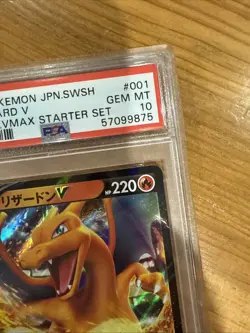 KEMON JPN.SWSH #001
ARD V GEM MT
VMAX STARTER SET 10
PSA 57099875
リザードンV HP220